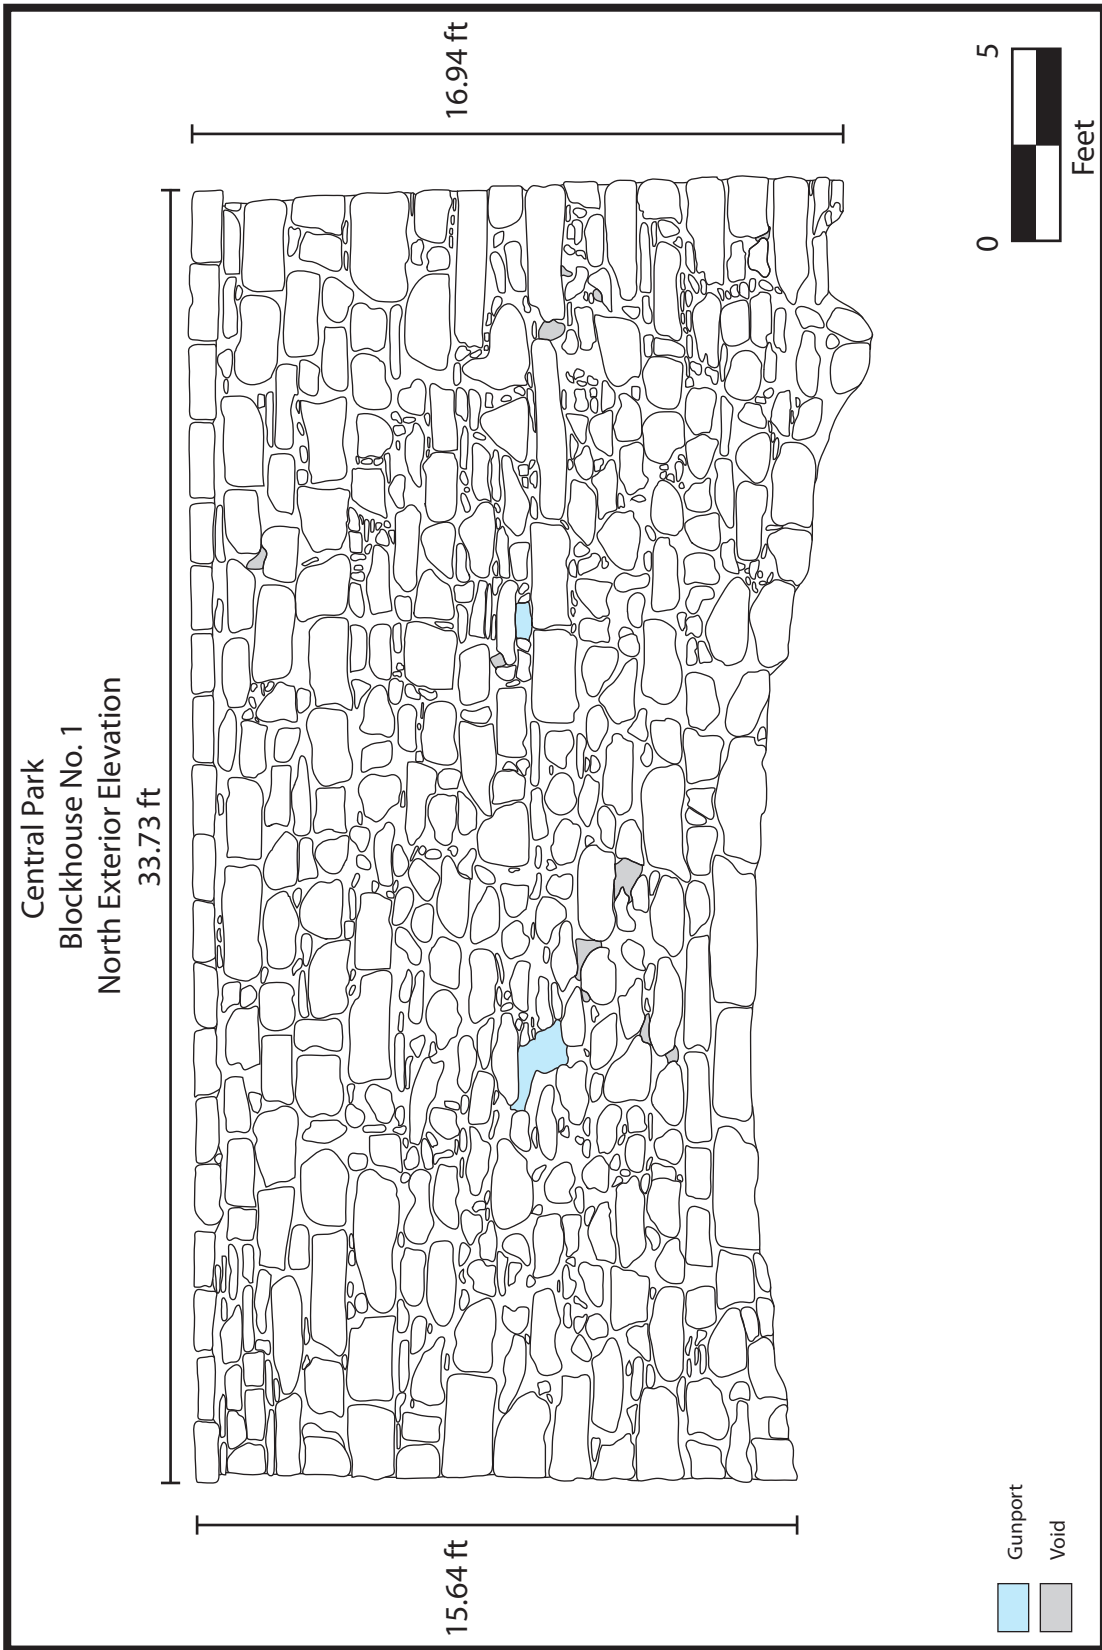 Central Park
Blockhouse No. 1
North Exterior Elevation
33.73 ft
15.64 ft
16.94 ft
Gunport
Void
0 5
Feet